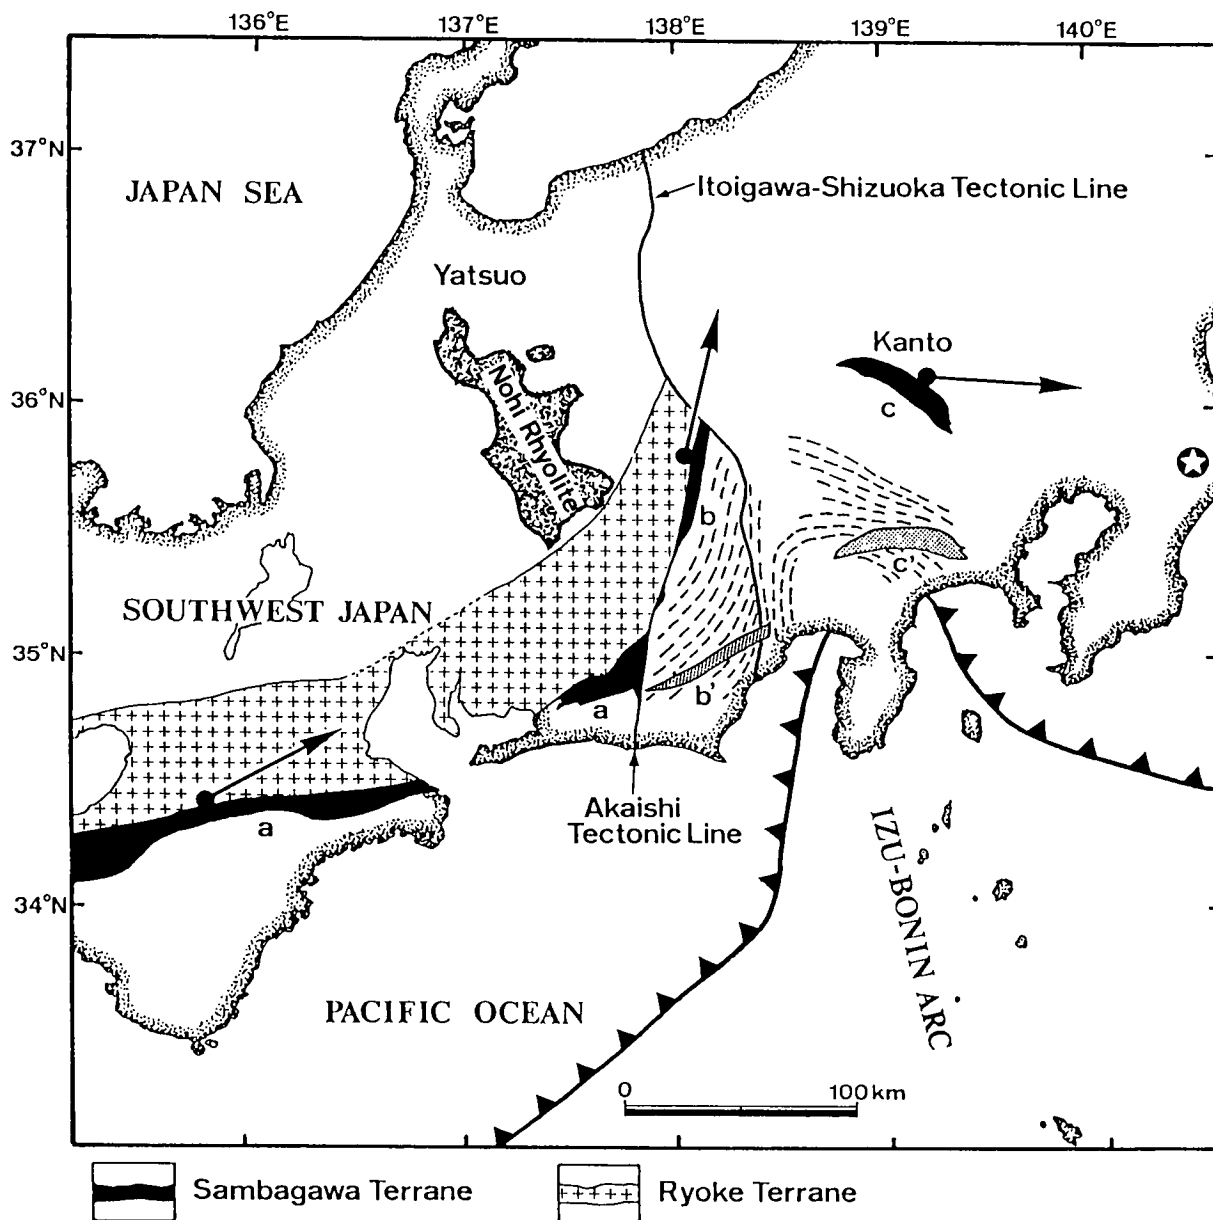 136°E 137°E 138°E 139°E 140°E
37°N
JAPAN SEA
Itoigawa-Shizuoka Tectonic Line
Yatsuo
Kanto
36°N
Nohi Rhyolite
c
b
c'
SOUTHWEST JAPAN
35°N
b'
a
Akaishi
Tectonic Line
a
IZU-BONIN ARC
34°N
PACIFIC OCEAN
0 100 km
Sambagawa Terrane
Ryoke Terrane